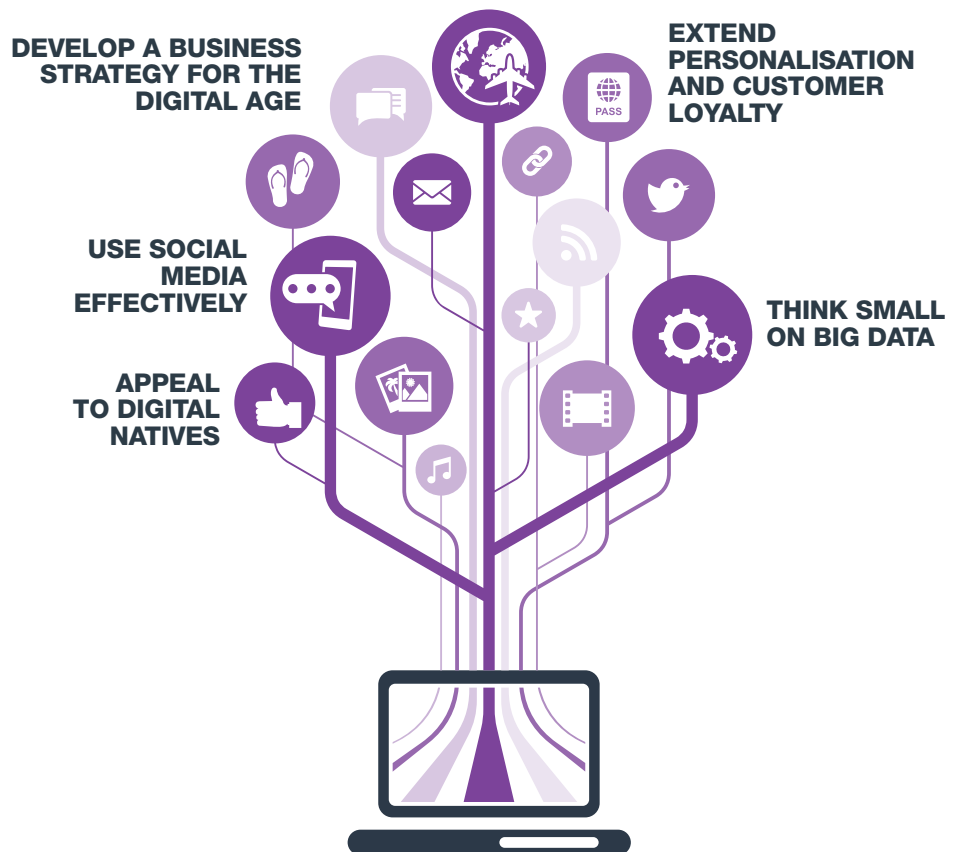 DEVELOP A BUSINESS
STRATEGY FOR THE
DIGITAL AGE
EXTEND
PERSONALISATION
AND CUSTOMER
LOYALTY
PASS
USE SOCIAL
MEDIA
EFFECTIVELY
THINK SMALL
ON BIG DATA
APPEAL
TO DIGITAL
NATIVES